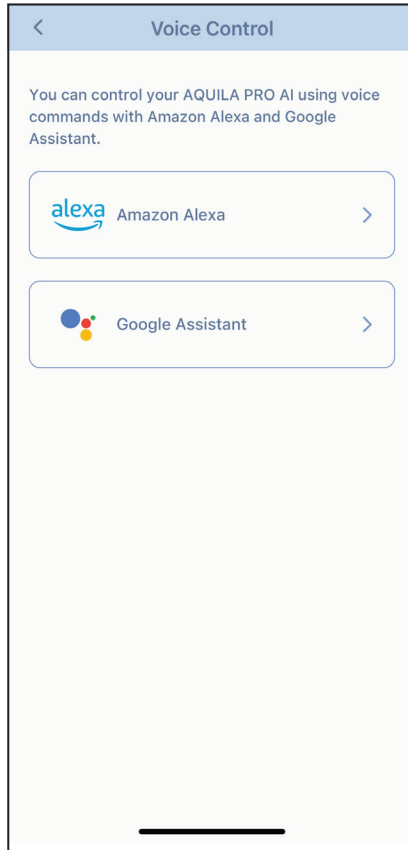 Voice Control
You can control your AQUILA PRO AI using voice
commands with Amazon Alexa and Google
Assistant.
alexa Amazon Alexa
Google Assistant